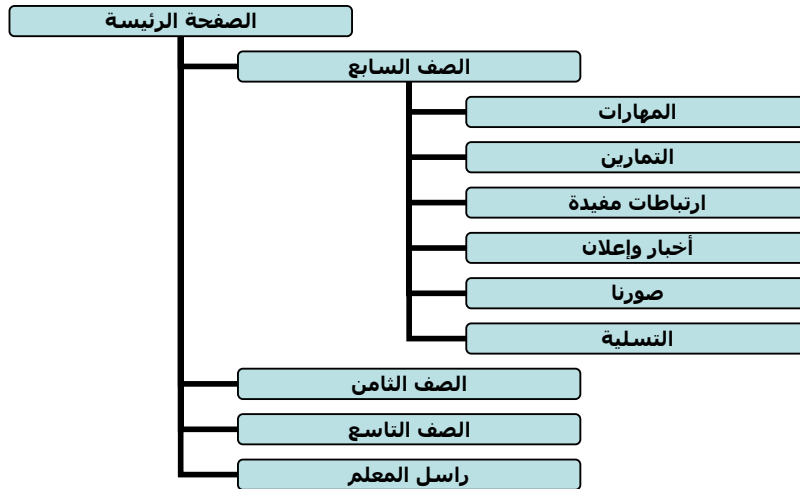 الصفحة الرئيسة
الصف السابع
المهارات
التمارين
ارتباطات مفيدة
أخبار وإعلان
صورنا
التسلية
الصف الثامن
الصف التاسع
راسل المعلم